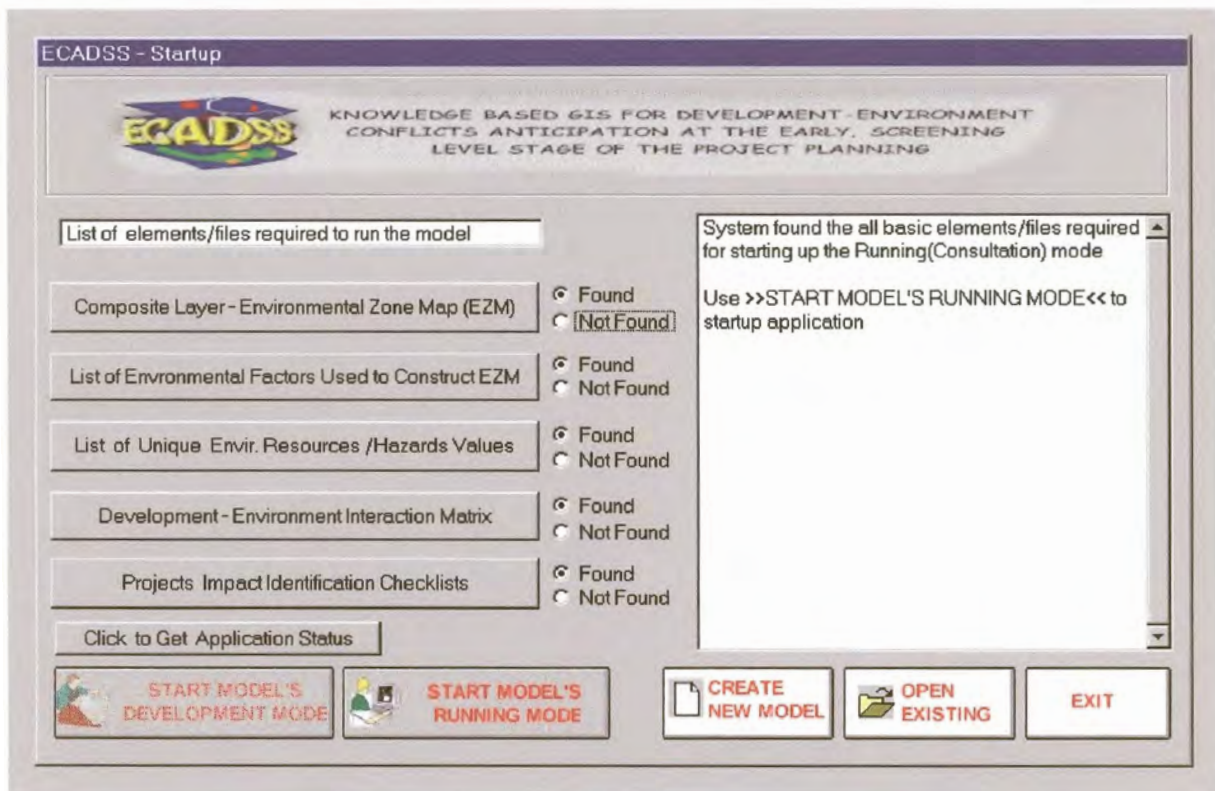 ECADSS - Startup
ECADSS
KNOWLEDGE BASED GIS FOR DEVELOPMENT-ENVIRONMENT
CONFLICTS ANTICIPATION AT THE EARLY, SCREENING
LEVEL STAGE OF THE PROJECT PLANNING
List of elements/files required to run the model
Composite Layer - Environmental Zone Map (EZM)
Found
Not Found
List of Envronmental Factors Used to Construct EZM
Found
Not Found
List of Unique Envir. Resources /Hazards Values
Found
Not Found
Development - Environment Interaction Matrix
Found
Not Found
Projects Impact Identification Checklists
Found
Not Found
Click to Get Application Status
System found the all basic elements/files required
for starting up the Running(Consultation) mode
Use >>START MODEL'S RUNNING MODE<< to
startup application
START MODEL'S
DEVELOPMENT MODE
START MODEL'S
RUNNING MODE
CREATE
NEW MODEL
OPEN
EXISTING
EXIT